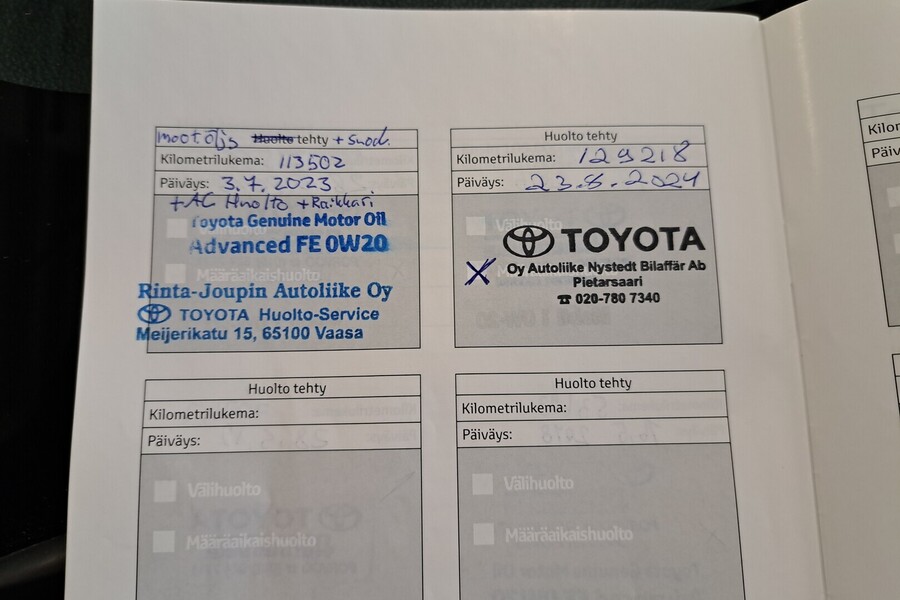 moot.öljs Huolto tehty + suod.
Kilometrilukema: 113502
Päiväys: 3.7.2023
+AC Huolto +Raikkari
Välihuolto
Toyota Genuine Motor Oil
Advanced FE 0W20
Määräaikaishuolto
Rinta-Joupin Autoliike Oy
TOYOTA Huolto-Service
Meijerikatu 15, 65100 Vaasa
Huolto tehty
Kilometrilukema: 129218
Päiväys: 23.8.2024
Välihuolto
TOYOTA
Oy Autoliike Nystedt Bilaffär Ab
Pietarsaari
☎ 020-780 7340
Huolto tehty
Kilometrilukema:
Päiväys:
Välihuolto
Määräaikaishuolto
Huolto tehty
Kilometrilukema:
Päiväys:
Välihuolto
Määräaikaishuolto